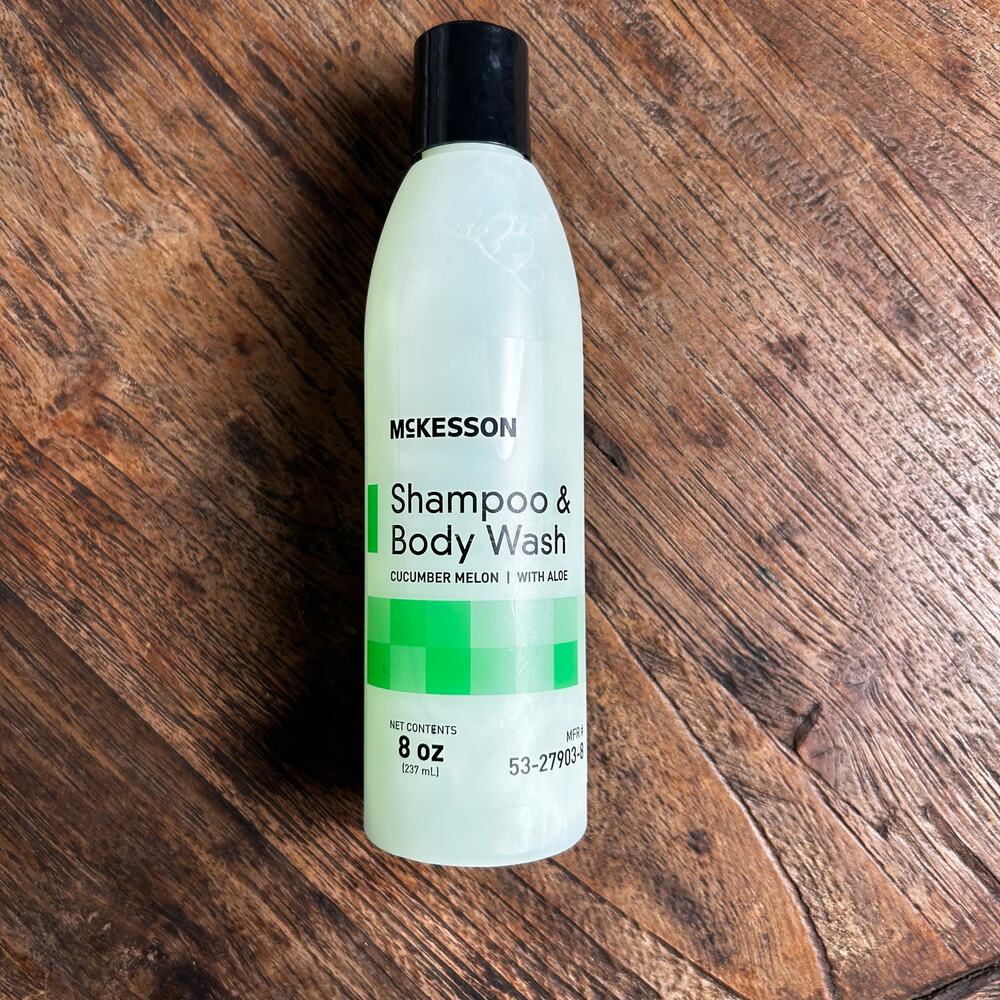 McKESSON
Shampoo &
Body Wash
CUCUMBER MELON | WITH ALOE
NET CONTENTS
8 oz
(237 mL)
MFR #
53-27903-8